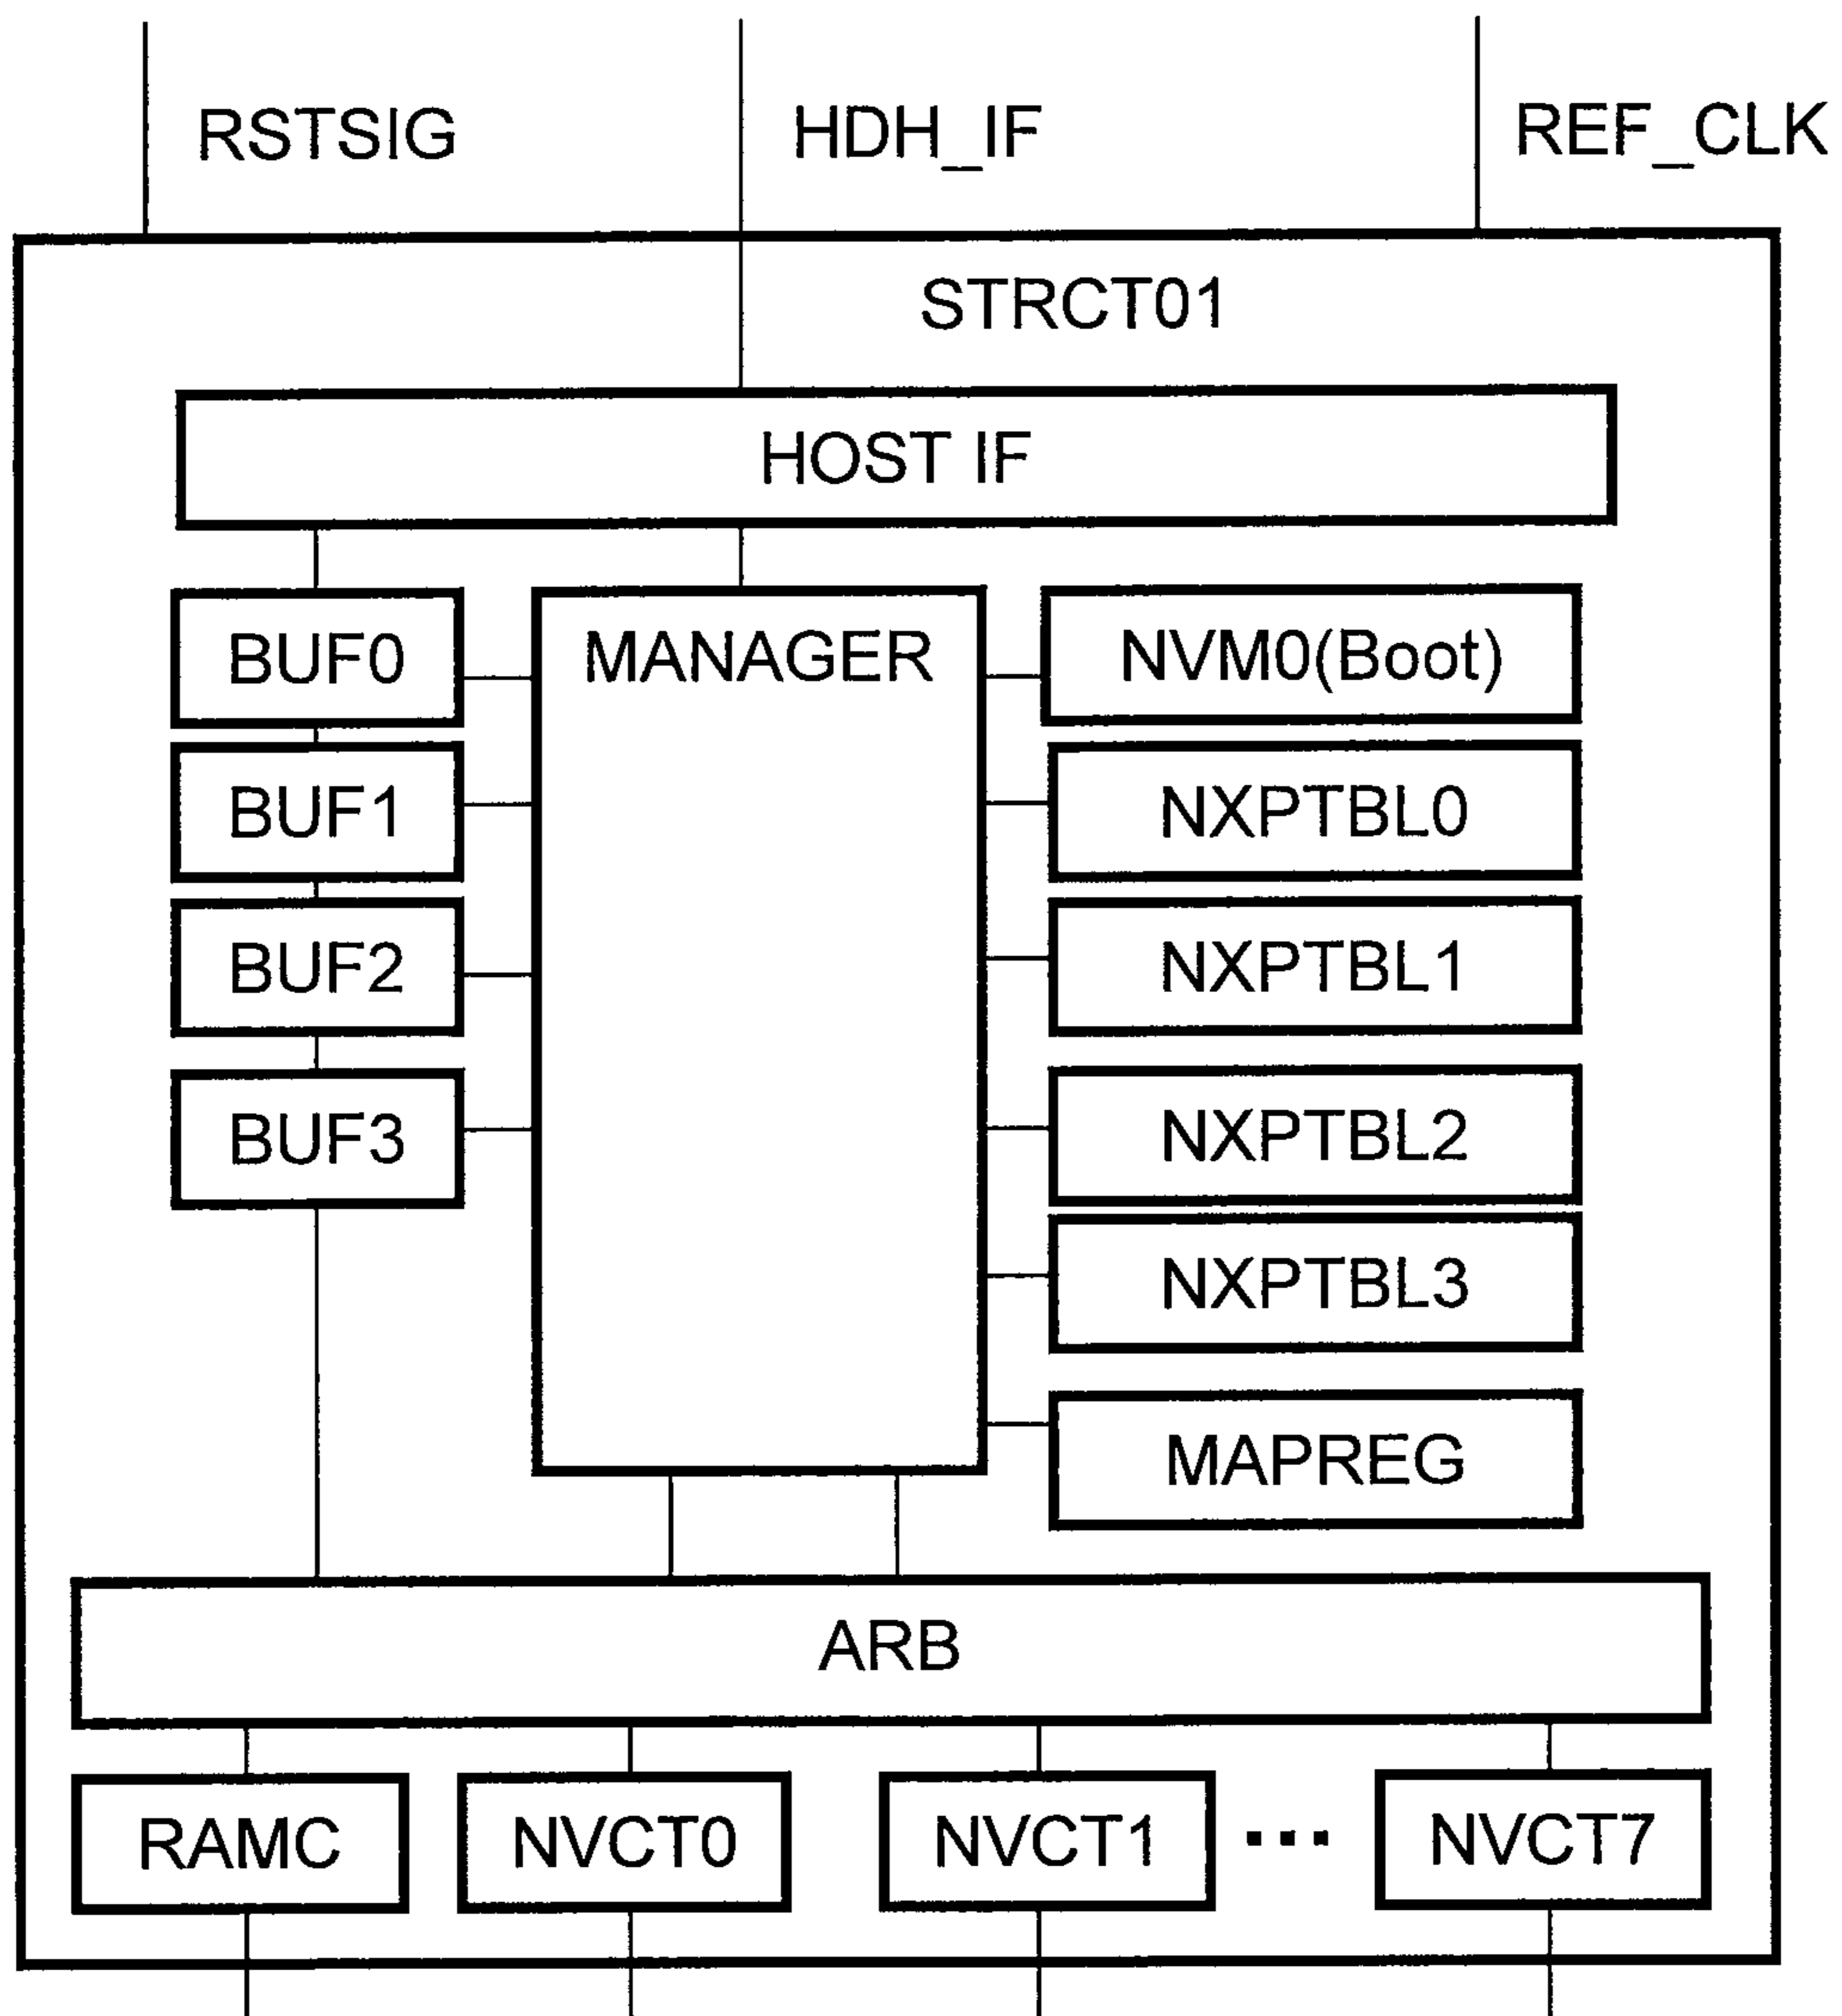 RSTSIG
HDH_IF
REF_CLK
STRCT01
HOST IF
BUF0
MANAGER
NVM0(Boot)
BUF1
NXPTBL0
BUF2
NXPTBL1
BUF3
NXPTBL2
NXPTBL3
MAPREG
ARB
RAMC
NVCT0
NVCT1
...
NVCT7